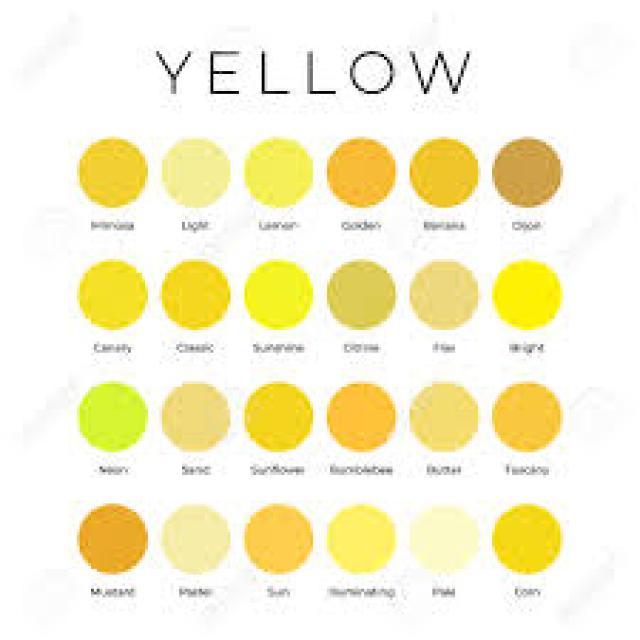 YELLOW
Mimosa Light Lemon Golden Banana Dijon
Canary Classic Sunshine Citrine Flax Bright
Neon Sand Sunflower Bumblebee Butter Tuscany
Mustard Pastel Sun Illuminating Pale Corn